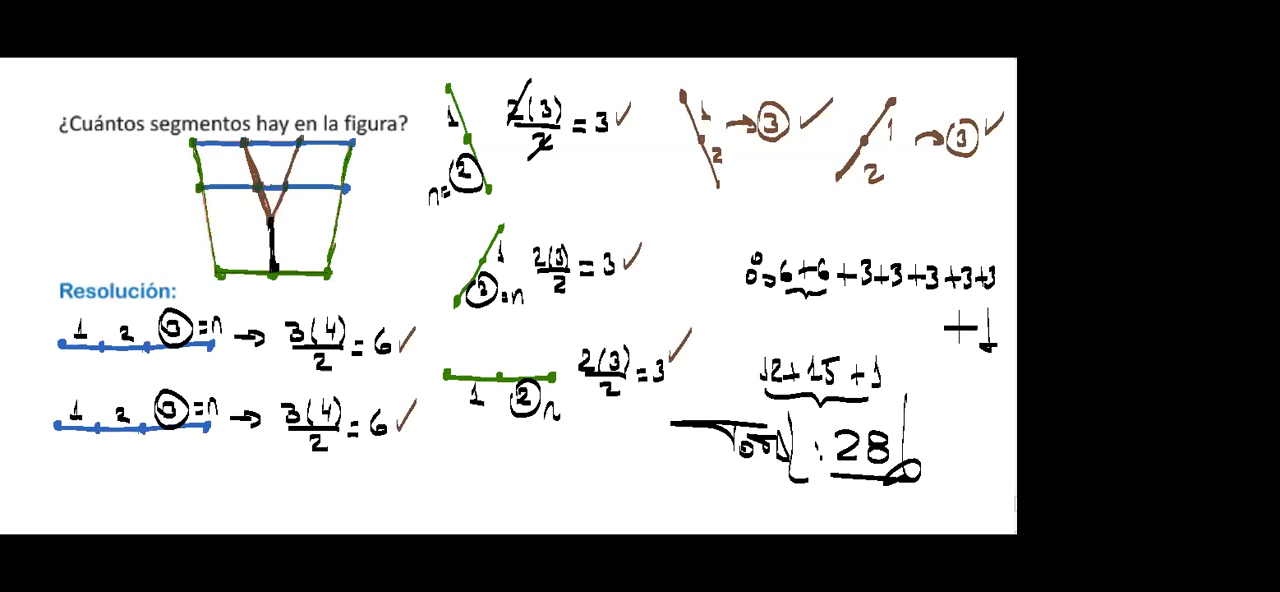 ¿Cuántos segmentos hay en la figura?
Resolución:
1 2 3 = n → 3(4)/2 = 6 ✓
1 2 3 = n → 3(4)/2 = 6 ✓
1
n = 2
2(3)/2 = 3 ✓
1
2 = n
2(3)/2 = 3 ✓
1 2 n
2(3)/2 = 3 ✓
1 2 → 3 ✓
1 2 → 3 ✓
6+6+3+3+3+3+3
+1
12+15+1
: 28